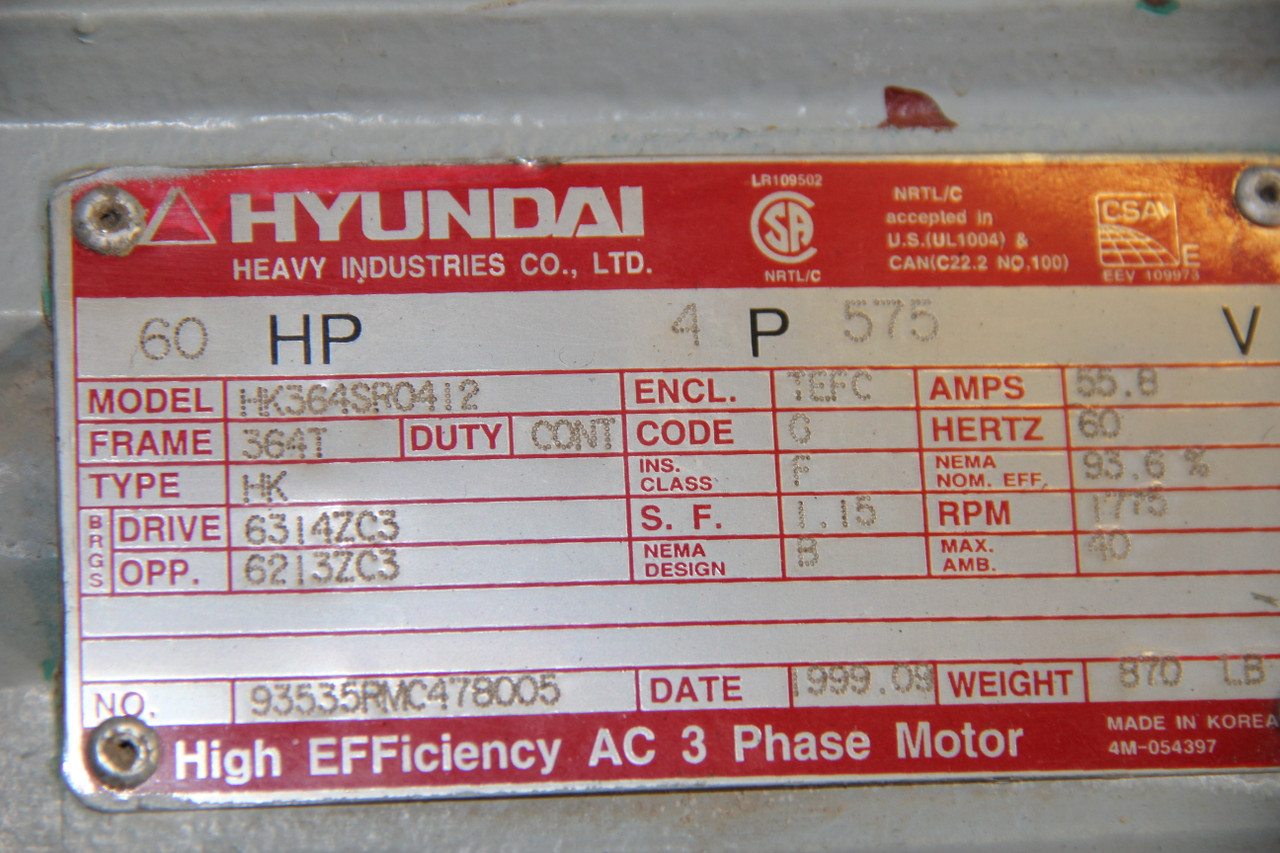 HYUNDAI
HEAVY INDUSTRIES CO., LTD.
LR109502
SA
NRTL/C
NRTL/C
accepted in
U.S.(UL1004) &
CAN(C22.2 NO.100)
CSA
E
EEV 109973
60 HP 4 P 575 V
MODEL HK364SR0412 ENCL. TEFC AMPS 55.8
FRAME 364T DUTY CONT CODE G HERTZ 60
TYPE HK INS. CLASS F NEMA NOM. EFF. 93.6 %
BRGS DRIVE 6314ZC3 S. F. 1.15 RPM 1775
OPP. 6213ZC3 NEMA DESIGN B MAX. AMB. 40
NO. 93535RMC478005 DATE 1999.09 WEIGHT 870 LB
High EFFiciency AC 3 Phase Motor
MADE IN KOREA
4M-054397